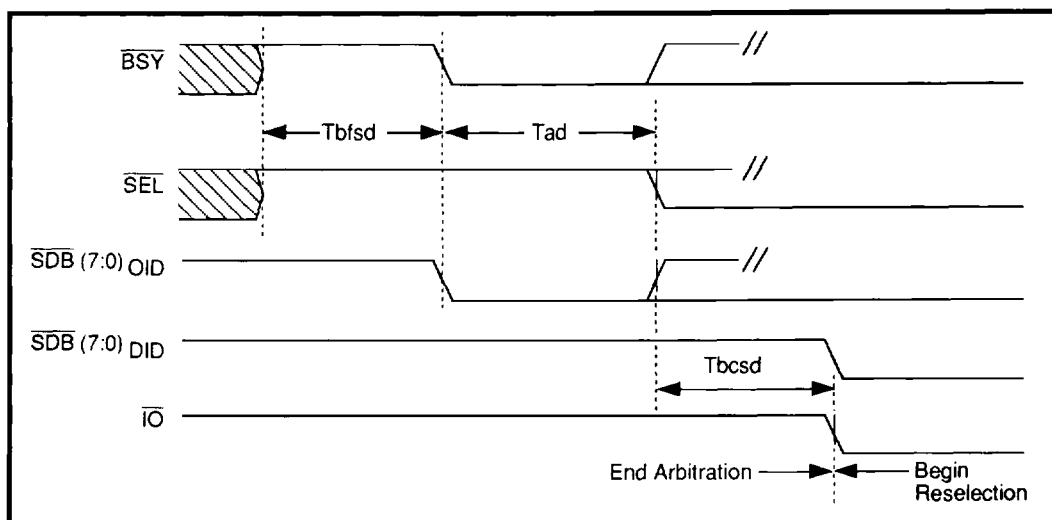 BSY
Tbfsd
Tad
SEL
SDB (7:0) OID
SDB (7:0) DID
Tbcsd
IO
End Arbitration
Begin
Reselection